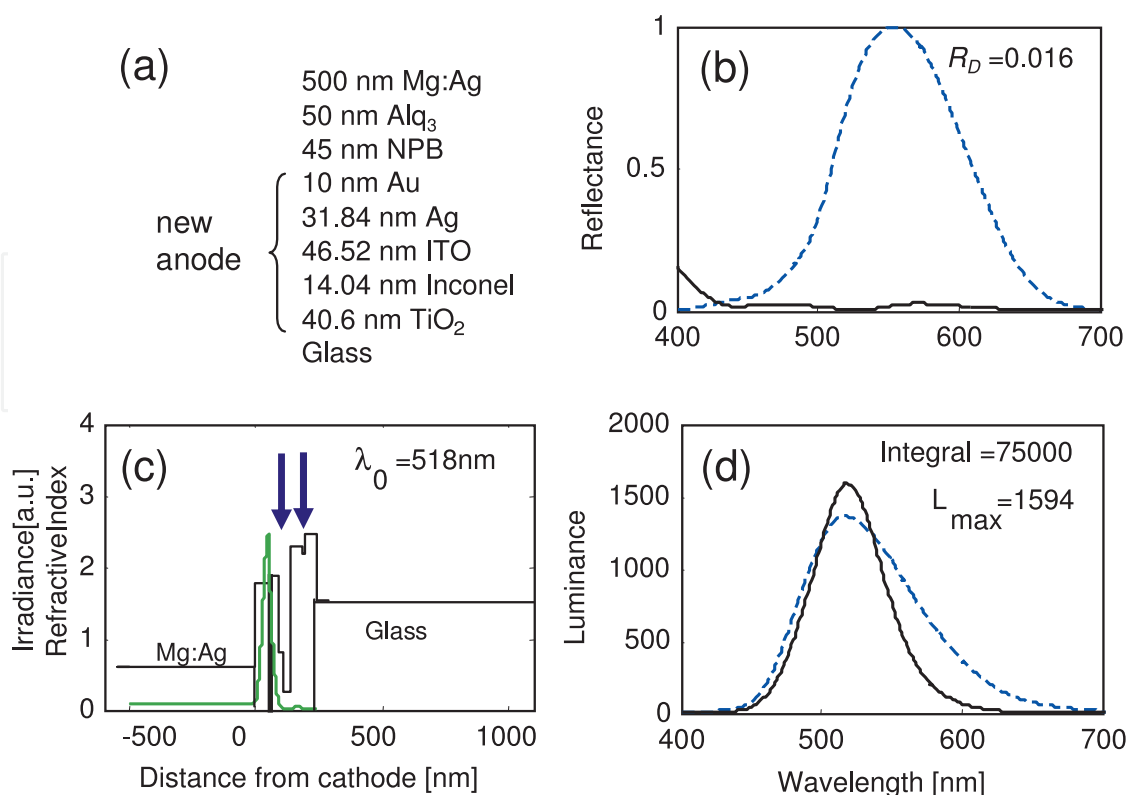 (a)
500 nm Mg:Ag
50 nm Alq₃
45 nm NPB
10 nm Au
31.84 nm Ag
46.52 nm ITO
14.04 nm Inconel
40.6 nm TiO₂
Glass
new
anode
(b)
R_D =0.016
Reflectance
1
0.5
0
400 500 600 700
(c)
λ₀ =518nm
Irradiance[a.u.]
RefractiveIndex
4
3
2
1
0
Mg:Ag
Glass
-500 0 500 1000
Distance from cathode [nm]
(d)
Integral =75000
L_max=1594
Luminance
2000
1500
1000
500
0
400 500 600 700
Wavelength [nm]